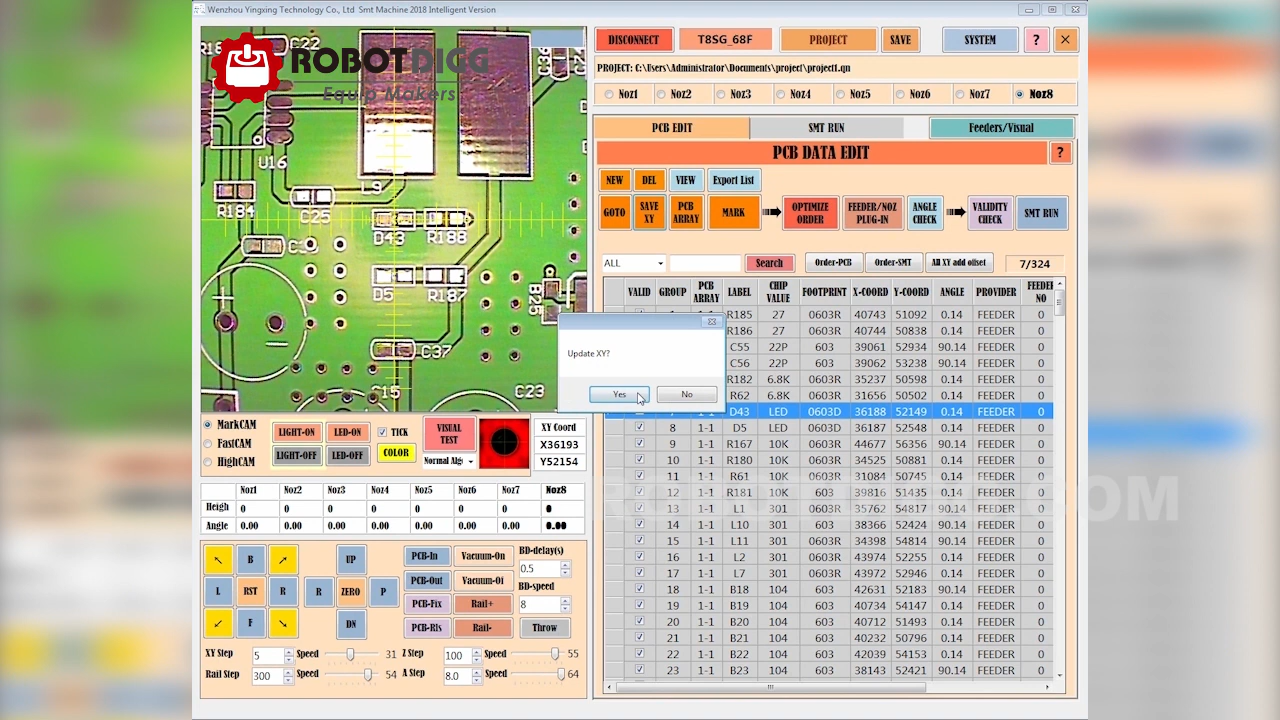 Wenzhou Yingxing Technology Co., Ltd Smt Machine 2018 Intelligent Version
ROBOTDIGG
Equip Makers
C22
U16
R184
C25
L9
D43 R188
D5 R187
C37
C15
C23
DISCONNECT T8SG_68F PROJECT SAVE SYSTEM ? ×
PROJECT: C:\Users\Administrator\Documents\project\project1.qn
Noz1 Noz2 Noz3 Noz4 Noz5 Noz6 Noz7 Noz8
PCB EDIT SMT RUN Feeders/Visual
PCB DATA EDIT ?
NEW DEL VIEW Export List
GOTO SAVE XY PCB ARRAY MARK OPTIMIZE ORDER FEEDER/NOZ PLUG-IN ANGLE CHECK VALIDITY CHECK SMT RUN
ALL Search Order-PCB Order-SMT All XY add offset 7/324
VALID GROUP PCB ARRAY LABEL CHIP VALUE FOOTPRINT X-COORD Y-COORD ANGLE PROVIDER FEEDER NO
R185 27 0603R 40743 51092 0.14 FEEDER 0
R186 27 0603R 40744 50838 0.14 FEEDER 0
C55 22P 603 39061 52934 90.14 FEEDER 0
C56 22P 603 39062 53238 90.14 FEEDER 0
R182 6.8K 0603R 35237 50598 0.14 FEEDER 0
R62 6.8K 0603R 31656 50502 0.14 FEEDER 0
D43 LED 0603D 36188 52149 0.14 FEEDER 0
8 1-1 D5 LED 0603D 36187 52548 0.14 FEEDER 0
9 1-1 R167 10K 0603R 44677 56356 90.14 FEEDER 0
10 1-1 R180 10K 0603R 34525 50881 0.14 FEEDER 0
11 1-1 R61 10K 0603R 31084 50745 0.14 FEEDER 0
12 1-1 R181 10K 603 39816 51435 0.14 FEEDER 0
13 1-1 L1 301 0603R 35762 54817 90.14 FEEDER 0
14 1-1 L10 301 603 38366 52424 90.14 FEEDER 0
15 1-1 L11 301 603 34398 54814 90.14 FEEDER 0
16 1-1 L2 301 0603R 43974 52255 0.14 FEEDER 0
17 1-1 L7 301 0603R 43972 52946 0.14 FEEDER 0
18 1-1 B18 104 603 42631 52183 90.14 FEEDER 0
19 1-1 B19 104 603 40734 54147 0.14 FEEDER 0
20 1-1 B20 104 603 40712 51493 0.14 FEEDER 0
21 1-1 B21 104 603 40232 50796 0.14 FEEDER 0
22 1-1 B22 104 603 42039 54153 0.14 FEEDER 0
23 1-1 B23 104 603 38143 52421 90.14 FEEDER 0
Update XY?
Yes No
MarkCAM
FastCAM
HighCAM
LIGHT-ON LED-ON TICK
LIGHT-OFF LED-OFF COLOR
VISUAL TEST
Normal Alg
XY Coord
X36193
Y52154
Noz1 Noz2 Noz3 Noz4 Noz5 Noz6 Noz7 Noz8
Heigh 0 0 0 0 0 0 0 0
Angle 0.00 0.00 0.00 0.00 0.00 0.00 0.00 0.00
B
L RST R
F
UP
R ZERO P
DN
PCB-In Vacuum-On BD-delay(s)
PCB-Out Vacuum-Of 0.5
PCB-Fix Rail+ BD-speed
8
PCB-Rls Rail- Throw
XY Step 5 Speed 31 Z Step 100 Speed 55
Rail Step 300 Speed 54 A Step 8.0 Speed 64